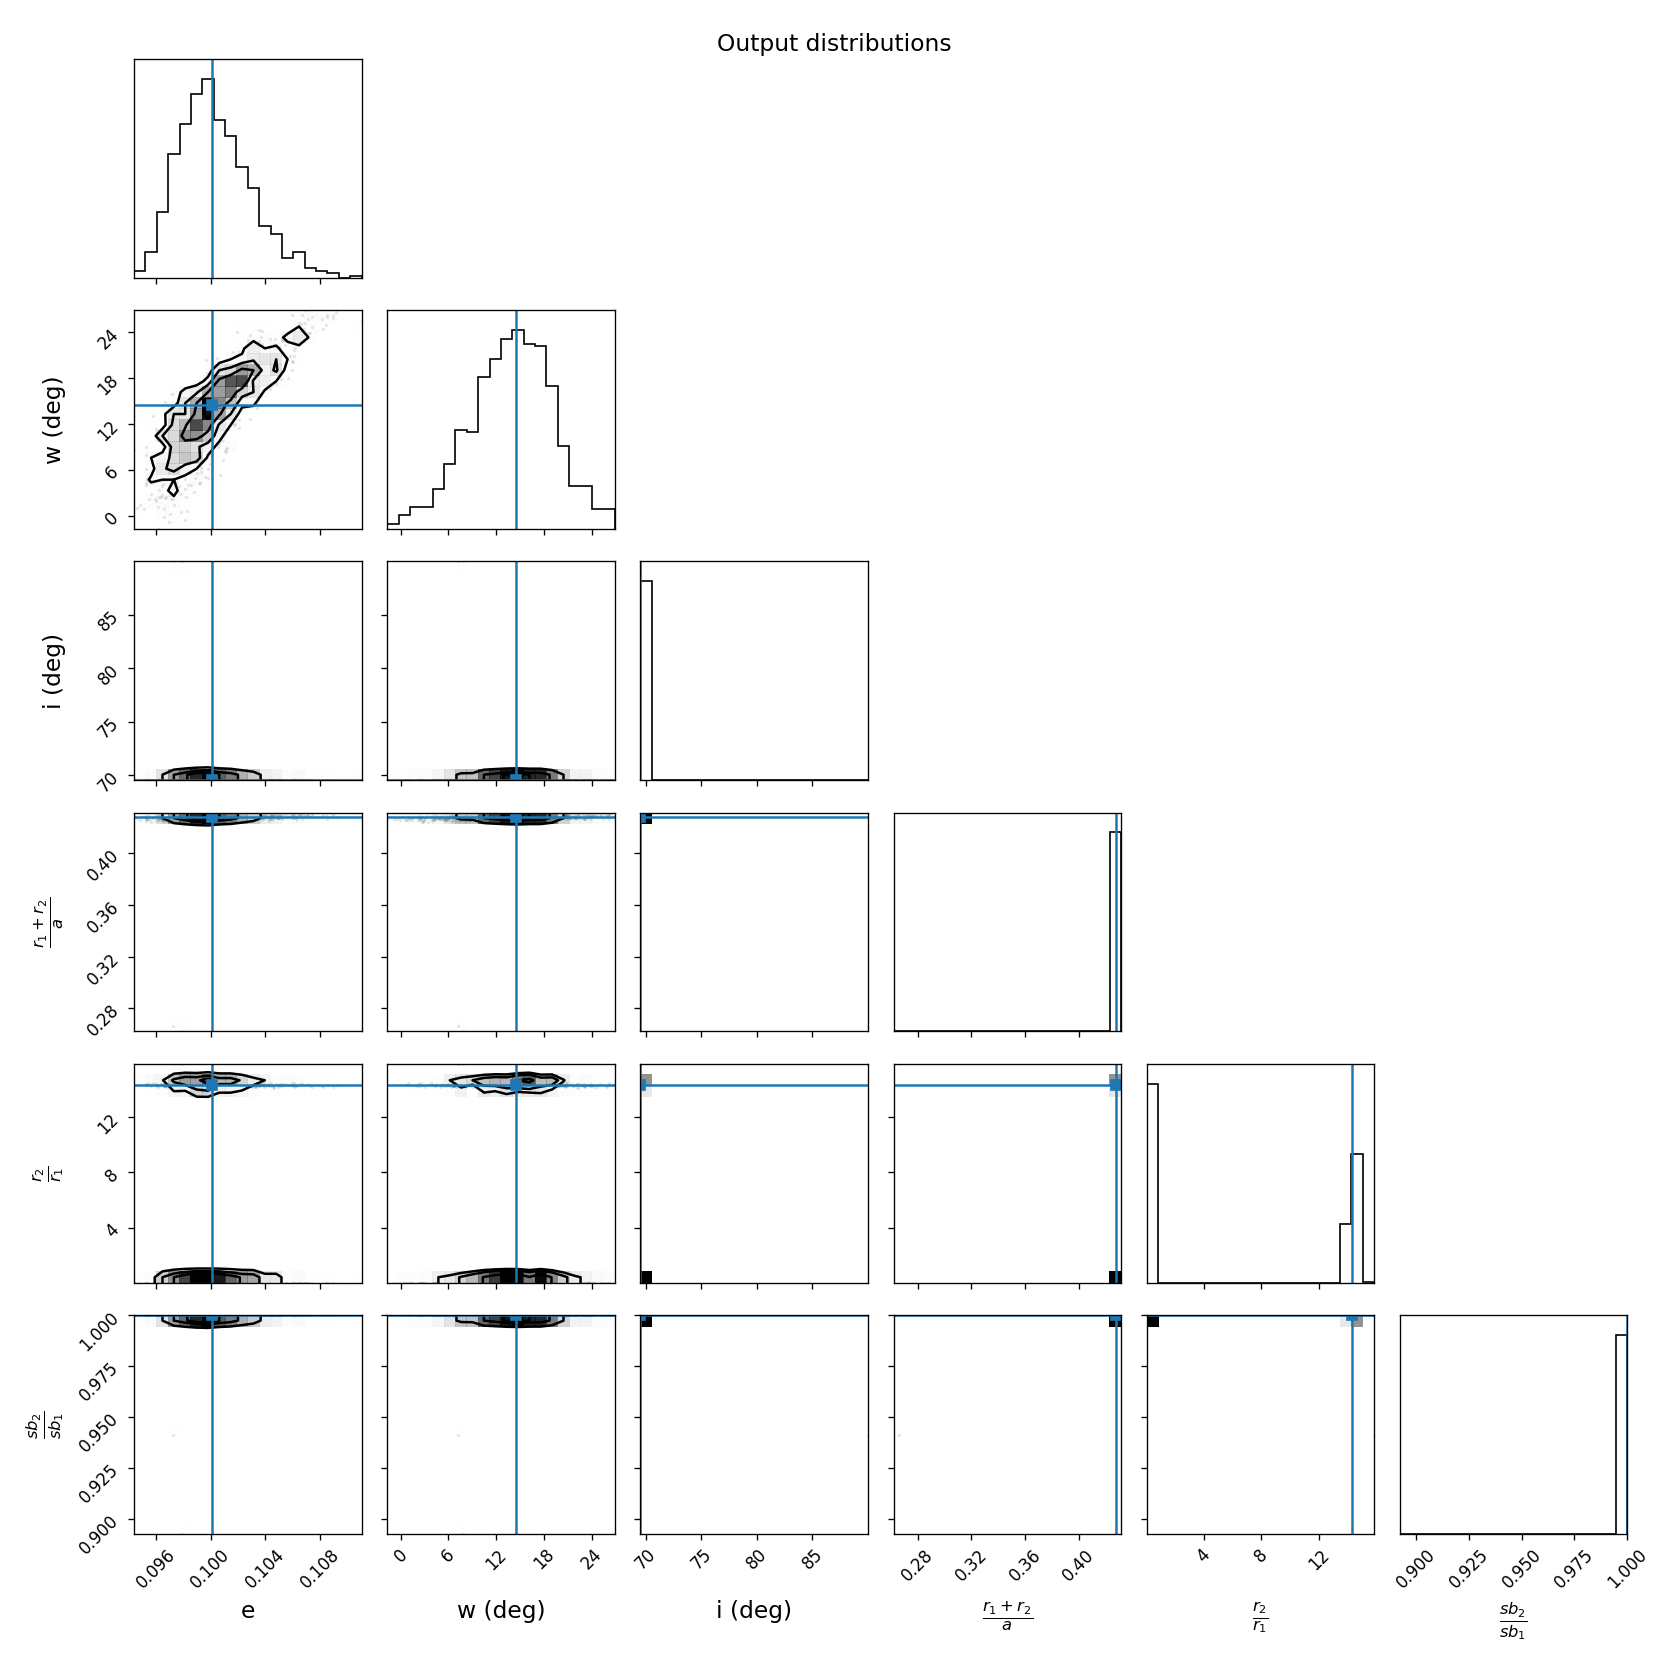 Output distributions
w (deg)
24
18
12
6
0
i (deg)
85
80
75
70
r₁ + r₂
a
0.40
0.36
0.32
0.28
r₂
r₁
12
8
4
sb₂
sb₁
1.000
0.975
0.950
0.925
0.900
0.096 0.100 0.104 0.108 0 6 12 18 24 70 75 80 85 0.28 0.32 0.36 0.40 4 8 12 0.900 0.925 0.950 0.975 1.000
e w (deg) i (deg)
r₁ + r₂
a
r₂
r₁
sb₂
sb₁